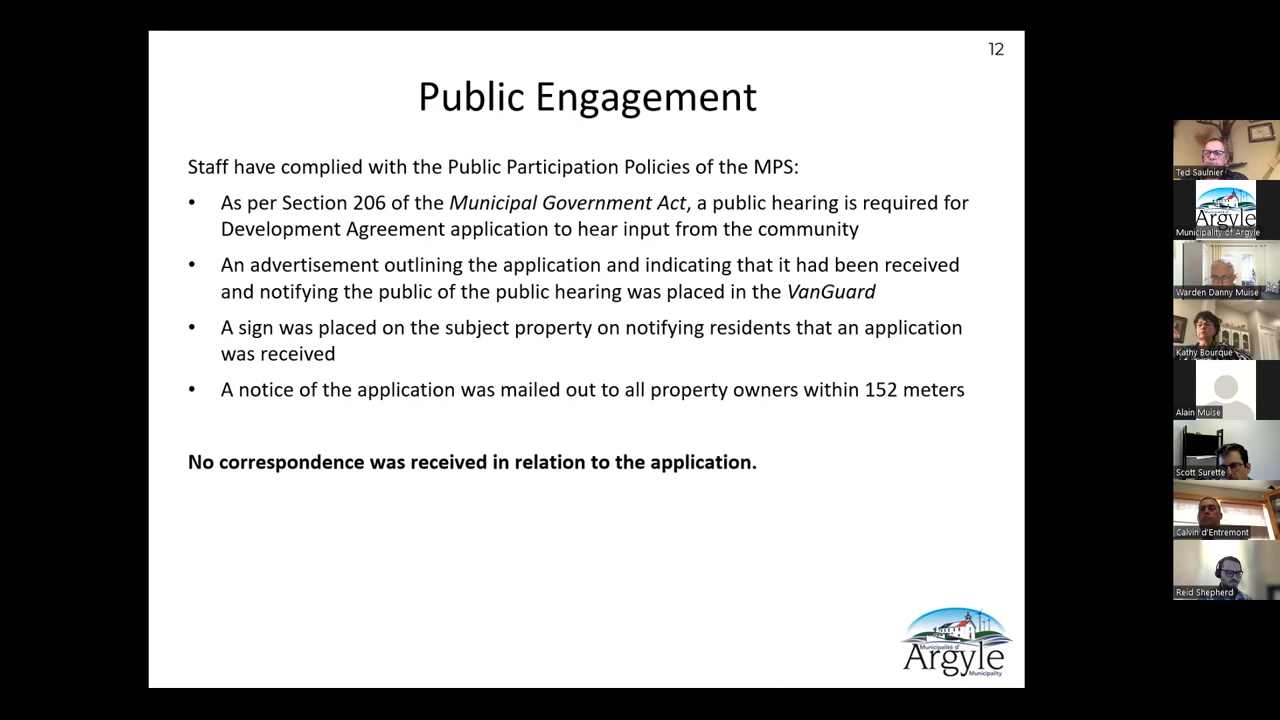 12
Public Engagement
Staff have complied with the Public Participation Policies of the MPS:
• As per Section 206 of the Municipal Government Act, a public hearing is required for
Development Agreement application to hear input from the community
• An advertisement outlining the application and indicating that it had been received
and notifying the public of the public hearing was placed in the VanGuard
• A sign was placed on the subject property on notifying residents that an application
was received
• A notice of the application was mailed out to all property owners within 152 meters
No correspondence was received in relation to the application.
Municipalité d'
Argyle
Municipality
Ted Saulnier
Argyle
Municipality of Argyle
Warden Danny Muise
Kathy Bourque
Alain Muise
Scott Surette
Calvin d'Entremont
Reid Shepherd